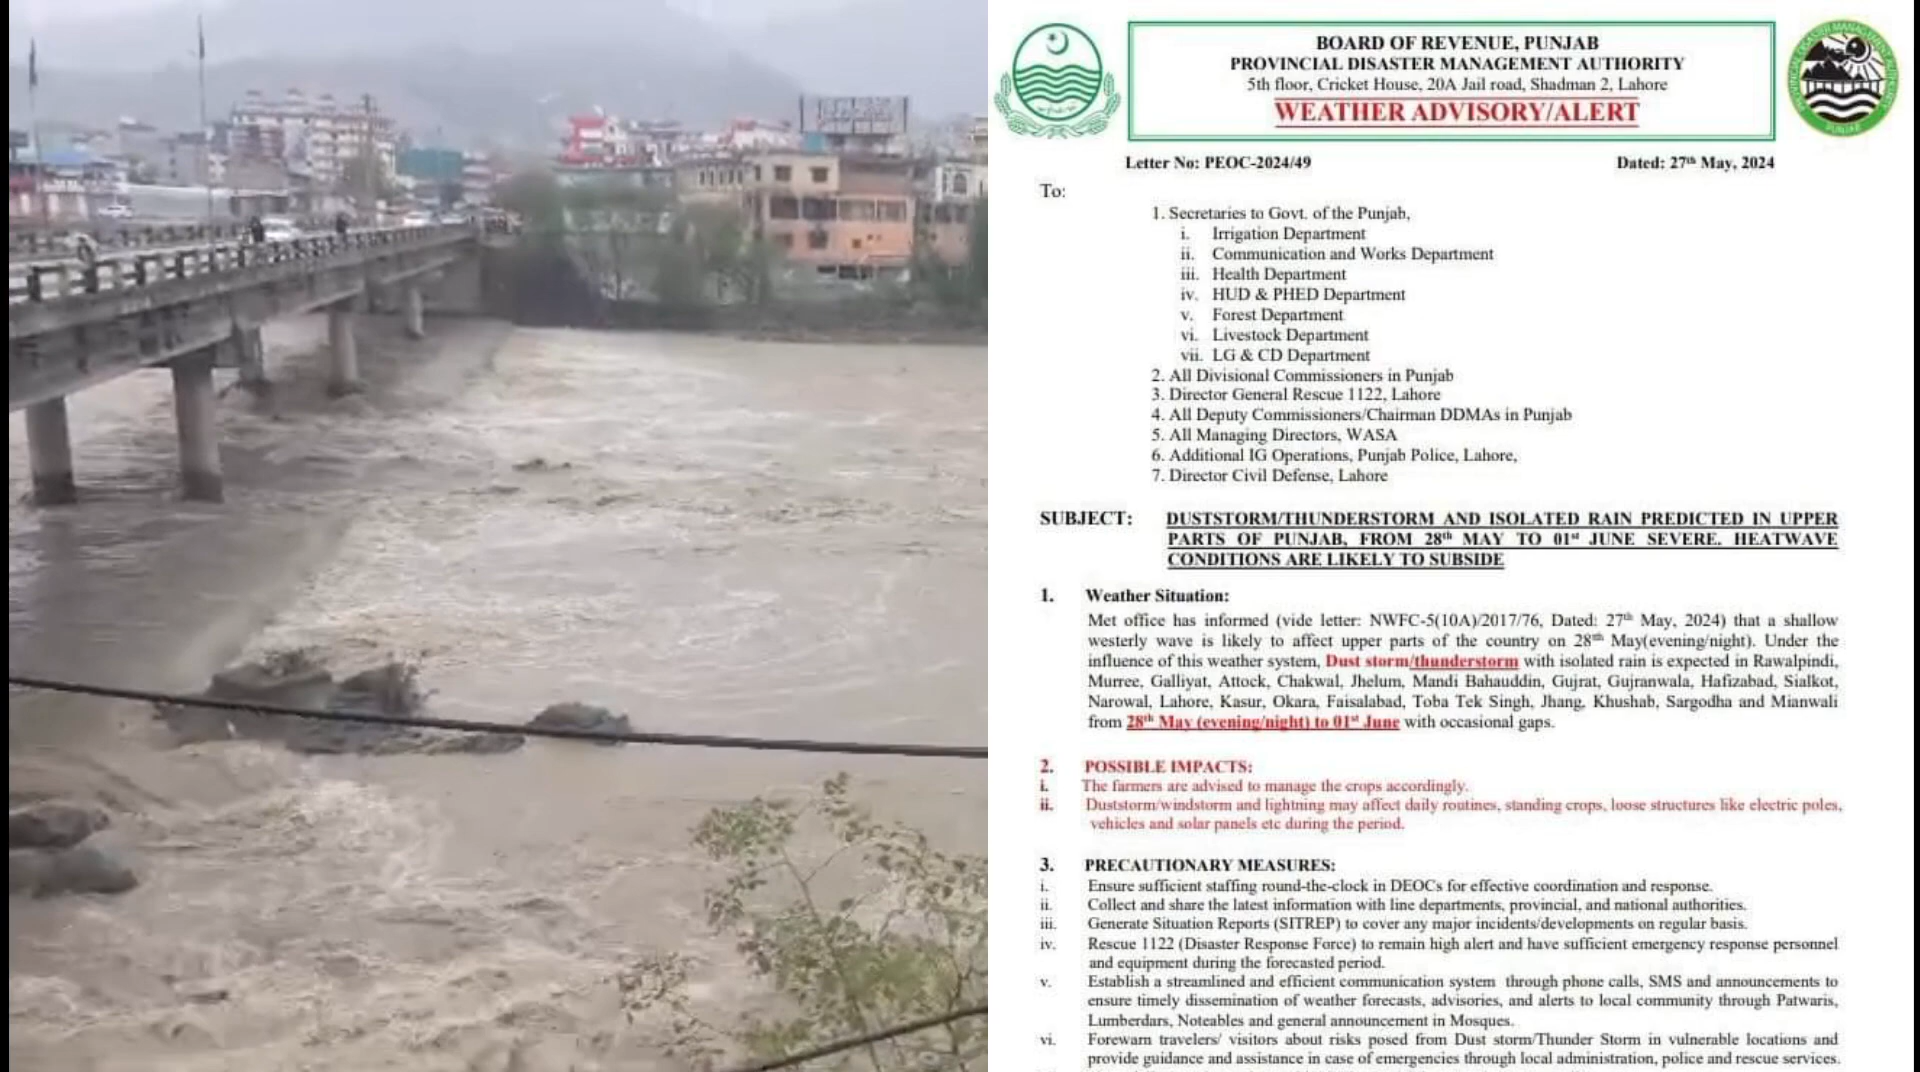 BOARD OF REVENUE, PUNJAB
PROVINCIAL DISASTER MANAGEMENT AUTHORITY
5th floor, Cricket House, 20A Jail road, Shadman 2, Lahore
WEATHER ADVISORY/ALERT
PROVINCIAL DISASTER MANAGEMENT AUTHORITY
PUNJAB
Letter No: PEOC-2024/49 Dated: 27th May, 2024
To:
1. Secretaries to Govt. of the Punjab,
i. Irrigation Department
ii. Communication and Works Department
iii. Health Department
iv. HUD & PHED Department
v. Forest Department
vi. Livestock Department
vii. LG & CD Department
2. All Divisional Commissioners in Punjab
3. Director General Rescue 1122, Lahore
4. All Deputy Commissioners/Chairman DDMAs in Punjab
5. All Managing Directors, WASA
6. Additional IG Operations, Punjab Police, Lahore,
7. Director Civil Defense, Lahore
SUBJECT: DUSTSTORM/THUNDERSTORM AND ISOLATED RAIN PREDICTED IN UPPER
PARTS OF PUNJAB, FROM 28th MAY TO 01st JUNE SEVERE. HEATWAVE
CONDITIONS ARE LIKELY TO SUBSIDE
1. Weather Situation:
Met office has informed (vide letter: NWFC-5(10A)/2017/76, Dated: 27th May, 2024) that a shallow
westerly wave is likely to affect upper parts of the country on 28th May(evening/night). Under the
influence of this weather system, Dust storm/thunderstorm with isolated rain is expected in Rawalpindi,
Murree, Galliyat, Attock, Chakwal, Jhelum, Mandi Bahauddin, Gujrat, Gujranwala, Hafizabad, Sialkot,
Narowal, Lahore, Kasur, Okara, Faisalabad, Toba Tek Singh, Jhang, Khushab, Sargodha and Mianwali
from 28th May (evening/night) to 01st June with occasional gaps.
2. POSSIBLE IMPACTS:
i. The farmers are advised to manage the crops accordingly.
ii. Duststorm/windstorm and lightning may affect daily routines, standing crops, loose structures like electric poles,
vehicles and solar panels etc during the period.
3. PRECAUTIONARY MEASURES:
i. Ensure sufficient staffing round-the-clock in DEOCs for effective coordination and response.
ii. Collect and share the latest information with line departments, provincial, and national authorities.
iii. Generate Situation Reports (SITREP) to cover any major incidents/developments on regular basis.
iv. Rescue 1122 (Disaster Response Force) to remain high alert and have sufficient emergency response personnel
and equipment during the forecasted period.
v. Establish a streamlined and efficient communication system through phone calls, SMS and announcements to
ensure timely dissemination of weather forecasts, advisories, and alerts to local community through Patwaris,
Lumberdars, Noteables and general announcement in Mosques.
vi. Forewarn travelers/ visitors about risks posed from Dust storm/Thunder Storm in vulnerable locations and
provide guidance and assistance in case of emergencies through local administration, police and rescue services.